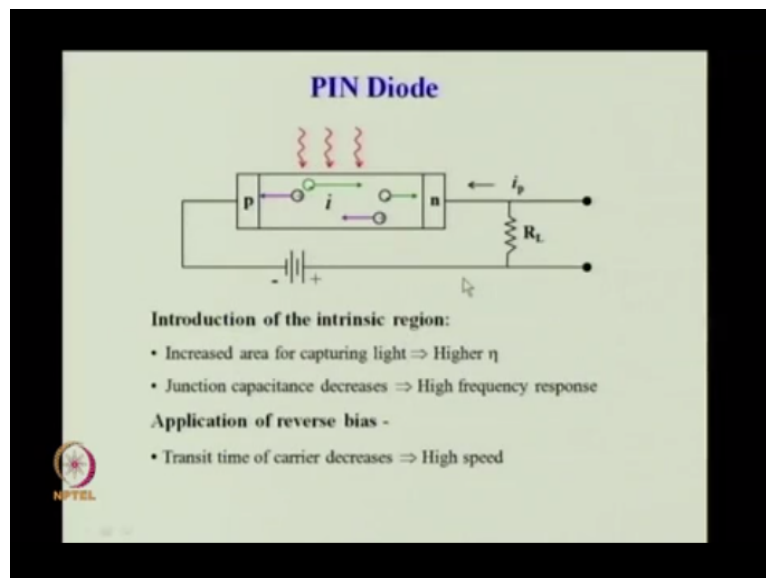 PIN Diode
p i n
iₚ
R_L
- +
Introduction of the intrinsic region:
• Increased area for capturing light ⇒ Higher η
• Junction capacitance decreases ⇒ High frequency response
Application of reverse bias -
• Transit time of carrier decreases ⇒ High speed
NPTEL